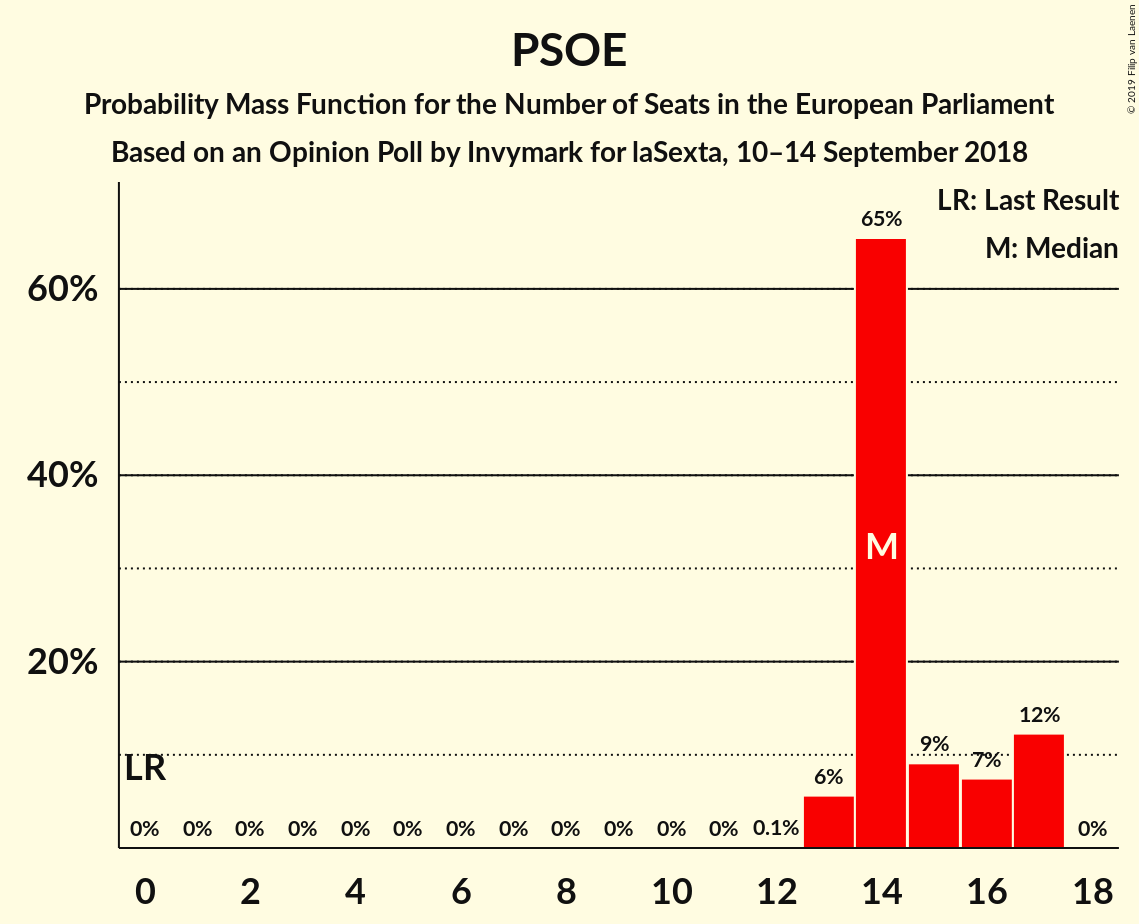 PSOE
Probability Mass Function for the Number of Seats in the European Parliament
Based on an Opinion Poll by Invymark for laSexta, 10–14 September 2018
© 2019 Filip van Laenen
LR: Last Result
M: Median
65%
60%
40%
M
20%
12%
9%
7%
LR
6%
0% 0% 0% 0% 0% 0% 0% 0% 0% 0% 0% 0% 0.1% 0%
0 2 4 6 8 10 12 14 16 18